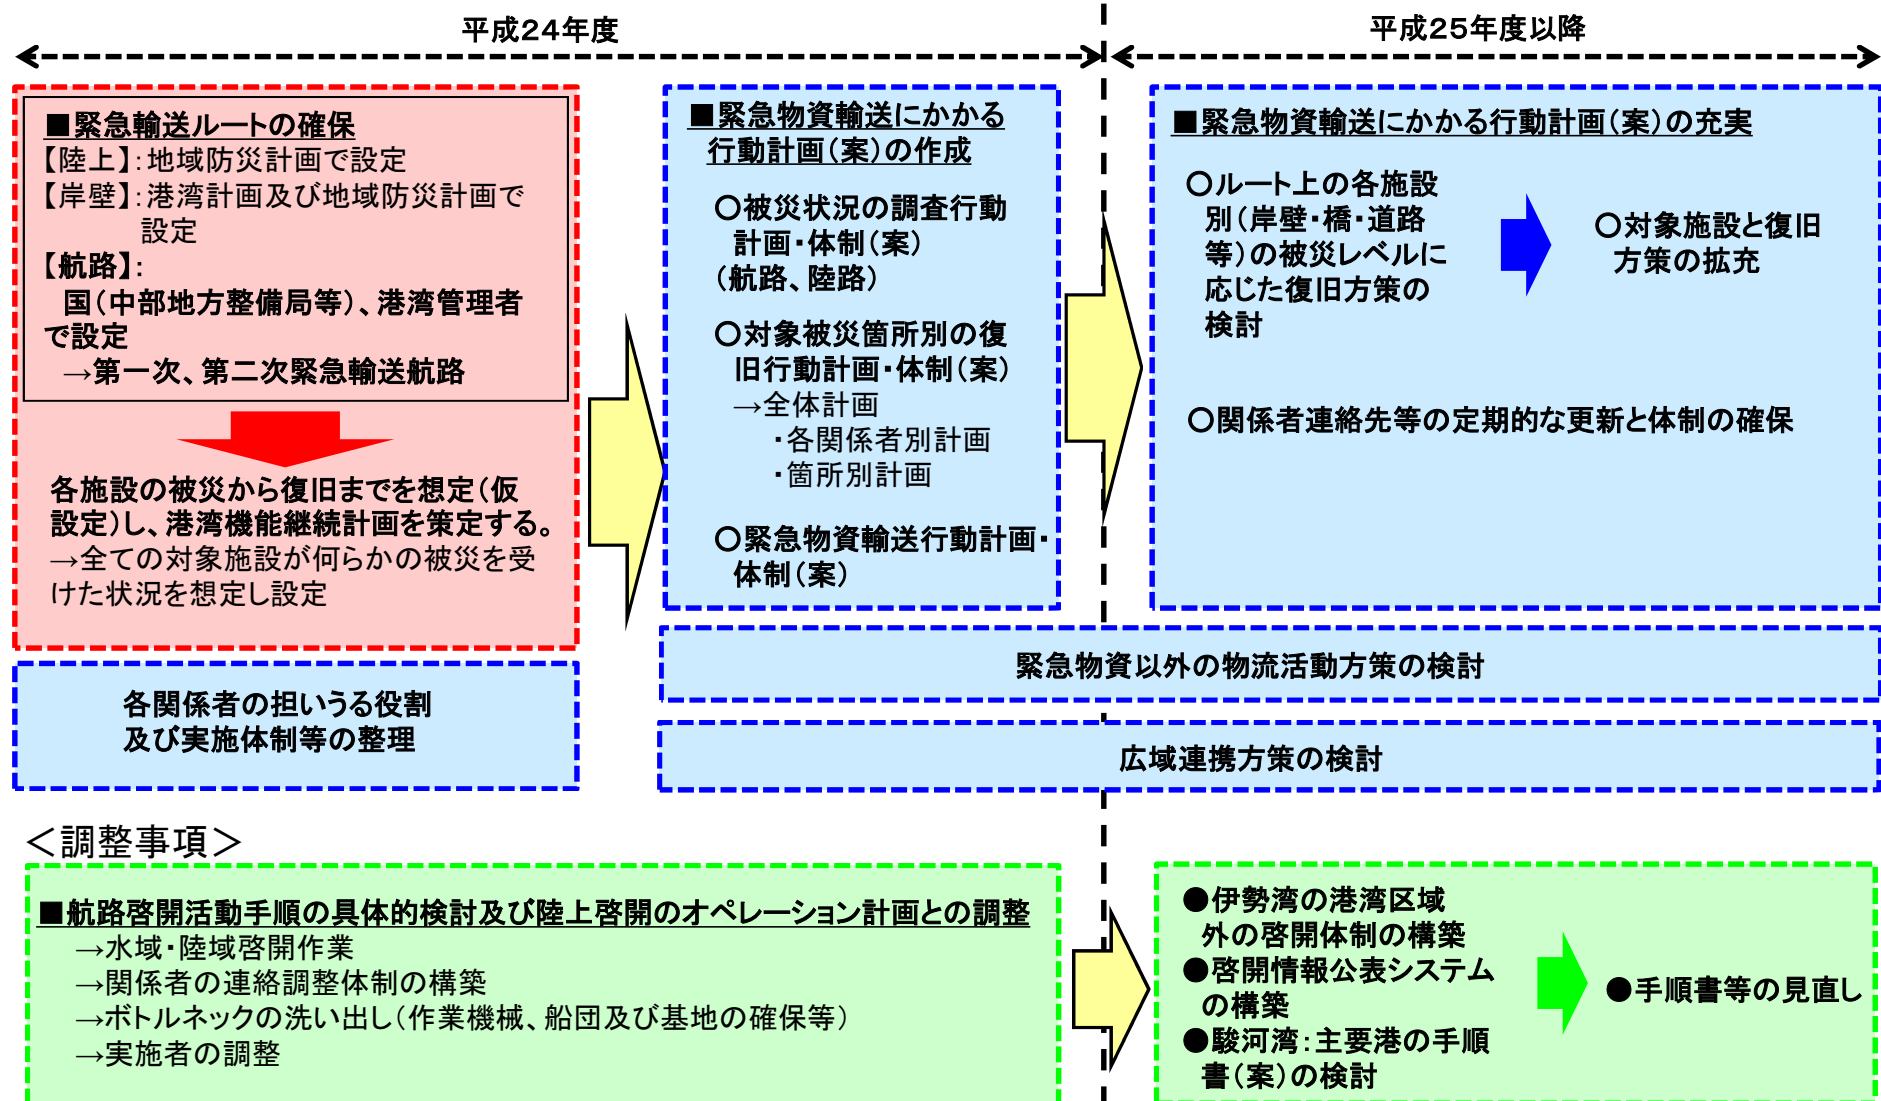 平成24年度
平成25年度以降
■緊急輸送ルートの確保
【陸上】：地域防災計画で設定
【岸壁】：港湾計画及び地域防災計画で
設定
【航路】：
国（中部地方整備局等）、港湾管理者
で設定
→第一次、第二次緊急輸送航路
各施設の被災から復旧までを想定（仮
設定）し、港湾機能継続計画を策定する。
→全ての対象施設が何らかの被災を受
けた状況を想定し設定
各関係者の担いうる役割
及び実施体制等の整理
■緊急物資輸送にかかる
行動計画（案）の作成
○被災状況の調査行動
計画・体制（案）
（航路、陸路）
○対象被災箇所別の復
旧行動計画・体制（案）
→全体計画
・各関係者別計画
・箇所別計画
○緊急物資輸送行動計画・
体制（案）
■緊急物資輸送にかかる行動計画（案）の充実
○ルート上の各施設
別（岸壁・橋・道路
等）の被災レベルに
応じた復旧方策の
検討
○対象施設と復旧
方策の拡充
○関係者連絡先等の定期的な更新と体制の確保
緊急物資以外の物流活動方策の検討
広域連携方策の検討
＜調整事項＞
■航路啓開活動手順の具体的検討及び陸上啓開のオペレーション計画との調整
→水域・陸域啓開作業
→関係者の連絡調整体制の構築
→ボトルネックの洗い出し（作業機械、船団及び基地の確保等）
→実施者の調整
●伊勢湾の港湾区域
外の啓開体制の構築
●啓開情報公表システム
の構築
●駿河湾：主要港の手順
書（案）の検討
●手順書等の見直し